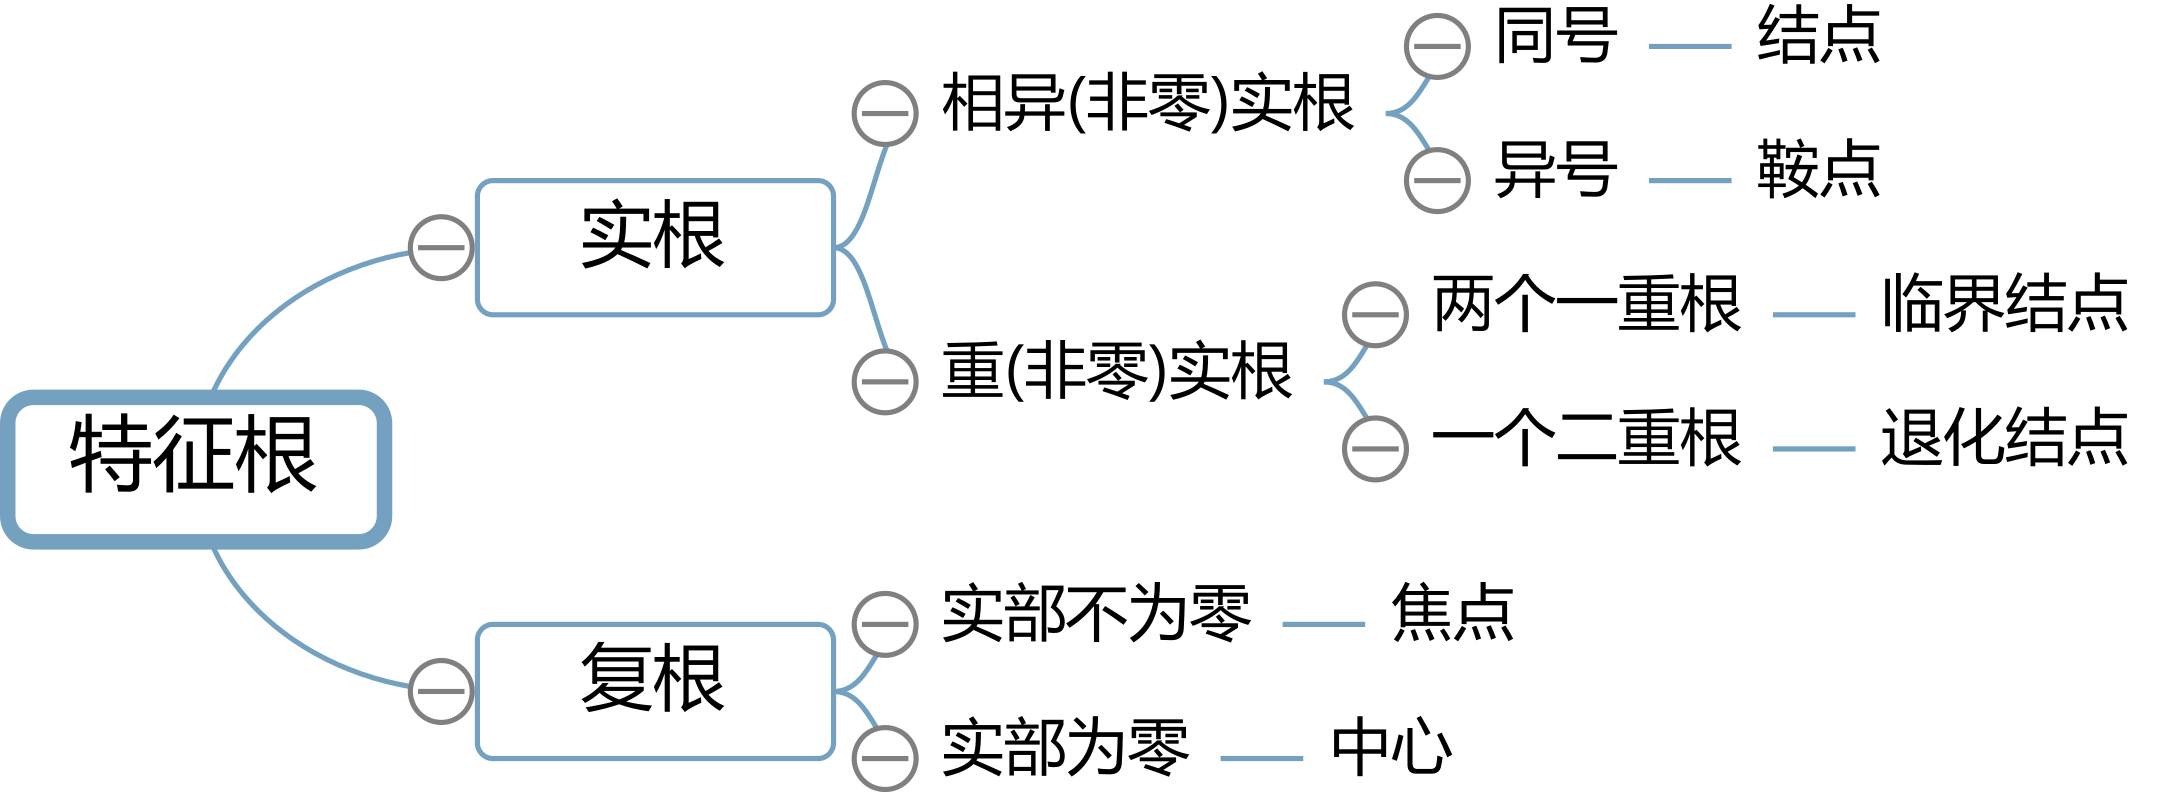 特征根
实根
相异(非零)实根
同号
结点
异号
鞍点
重(非零)实根
两个一重根
临界结点
一个二重根
退化结点
复根
实部不为零
焦点
实部为零
中心